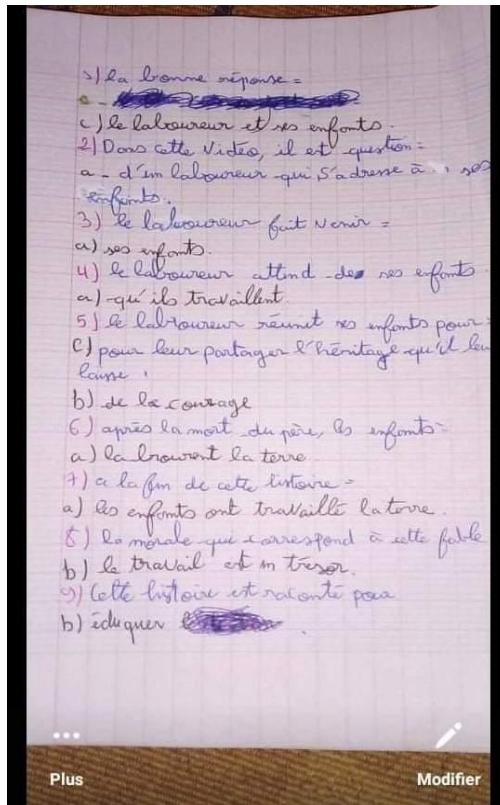 1) la bonne réponse =
c) le laboureur et ses enfants.
2) Dans cette Vidéo, il est question =
a - d'un laboureur qui s'adresse à ses
enfants.
3) le laboureur fait venir =
a) ses enfants.
4) le laboureur attend de ses enfants
a) qu'ils travaillent.
5) le laboureur réunit ses enfants pour =
c) pour leur partager l'héritage qu'il leu
laisse.
b) de la courage
6) après la mort du père, les enfants =
a) labourent la terre
7) a la fin de cette listoire =
a) les enfants ont travaillé la terre.
8) la morale qui correspond à cette fable
b) le travail est un tresor.
9) Cette histoire est raconté pour
b) éduquer
Plus
Modifier